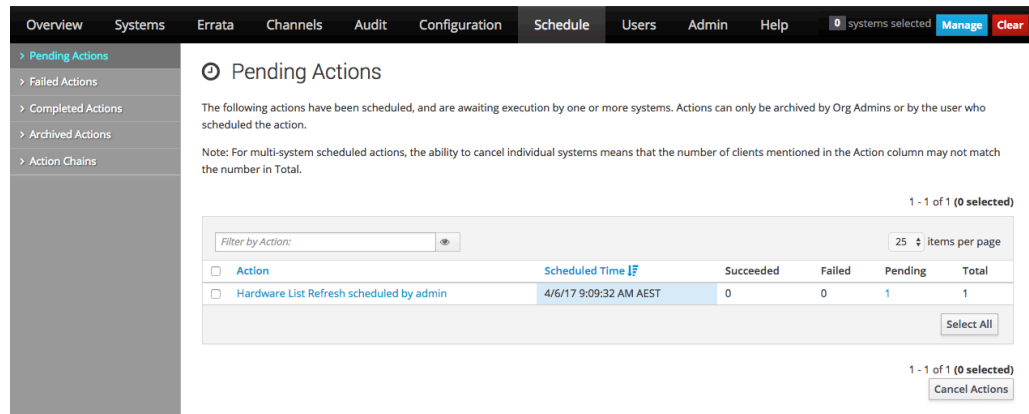 Overview Systems Errata Channels Audit Configuration Schedule Users Admin Help 0 systems selected Manage Clear
> Pending Actions
> Failed Actions
> Completed Actions
> Archived Actions
> Action Chains
Pending Actions
The following actions have been scheduled, and are awaiting execution by one or more systems. Actions can only be archived by Org Admins or by the user who
scheduled the action.
Note: For multi-system scheduled actions, the ability to cancel individual systems means that the number of clients mentioned in the Action column may not match
the number in Total.
1 - 1 of 1 (0 selected)
Filter by Action: 25 items per page
Action Scheduled Time Succeeded Failed Pending Total
Hardware List Refresh scheduled by admin 4/6/17 9:09:32 AM AEST 0 0 1 1
Select All
1 - 1 of 1 (0 selected)
Cancel Actions